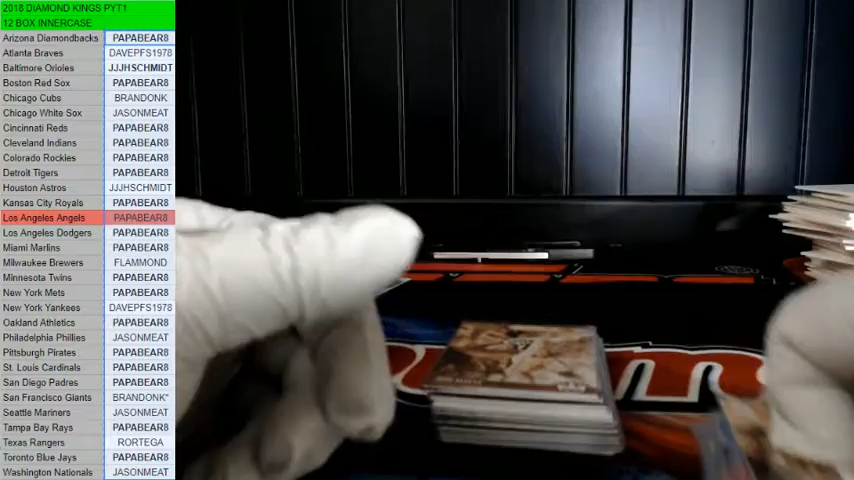 2018 DIAMOND KINGS PYT1
12 BOX INNERCASE
Arizona Diamondbacks PAPABEAR8
Atlanta Braves DAVEPFS1978
Baltimore Orioles JJJHSCHMIDT
Boston Red Sox PAPABEAR8
Chicago Cubs BRANDONK
Chicago White Sox JASONMEAT
Cincinnati Reds PAPABEAR8
Cleveland Indians PAPABEAR8
Colorado Rockies PAPABEAR8
Detroit Tigers PAPABEAR8
Houston Astros JJJHSCHMIDT
Kansas City Royals PAPABEAR8
Los Angeles Angels PAPABEAR8
Los Angeles Dodgers PAPABEAR8
Miami Marlins PAPABEAR8
Milwaukee Brewers FLAMMOND
Minnesota Twins PAPABEAR8
New York Mets PAPABEAR8
New York Yankees DAVEPFS1978
Oakland Athletics PAPABEAR8
Philadelphia Phillies JASONMEAT
Pittsburgh Pirates PAPABEAR8
St. Louis Cardinals PAPABEAR8
San Diego Padres PAPABEAR8
San Francisco Giants BRANDONK*
Seattle Mariners JASONMEAT
Tampa Bay Rays PAPABEAR8
Texas Rangers RORTEGA
Toronto Blue Jays PAPABEAR8
Washington Nationals JASONMEAT